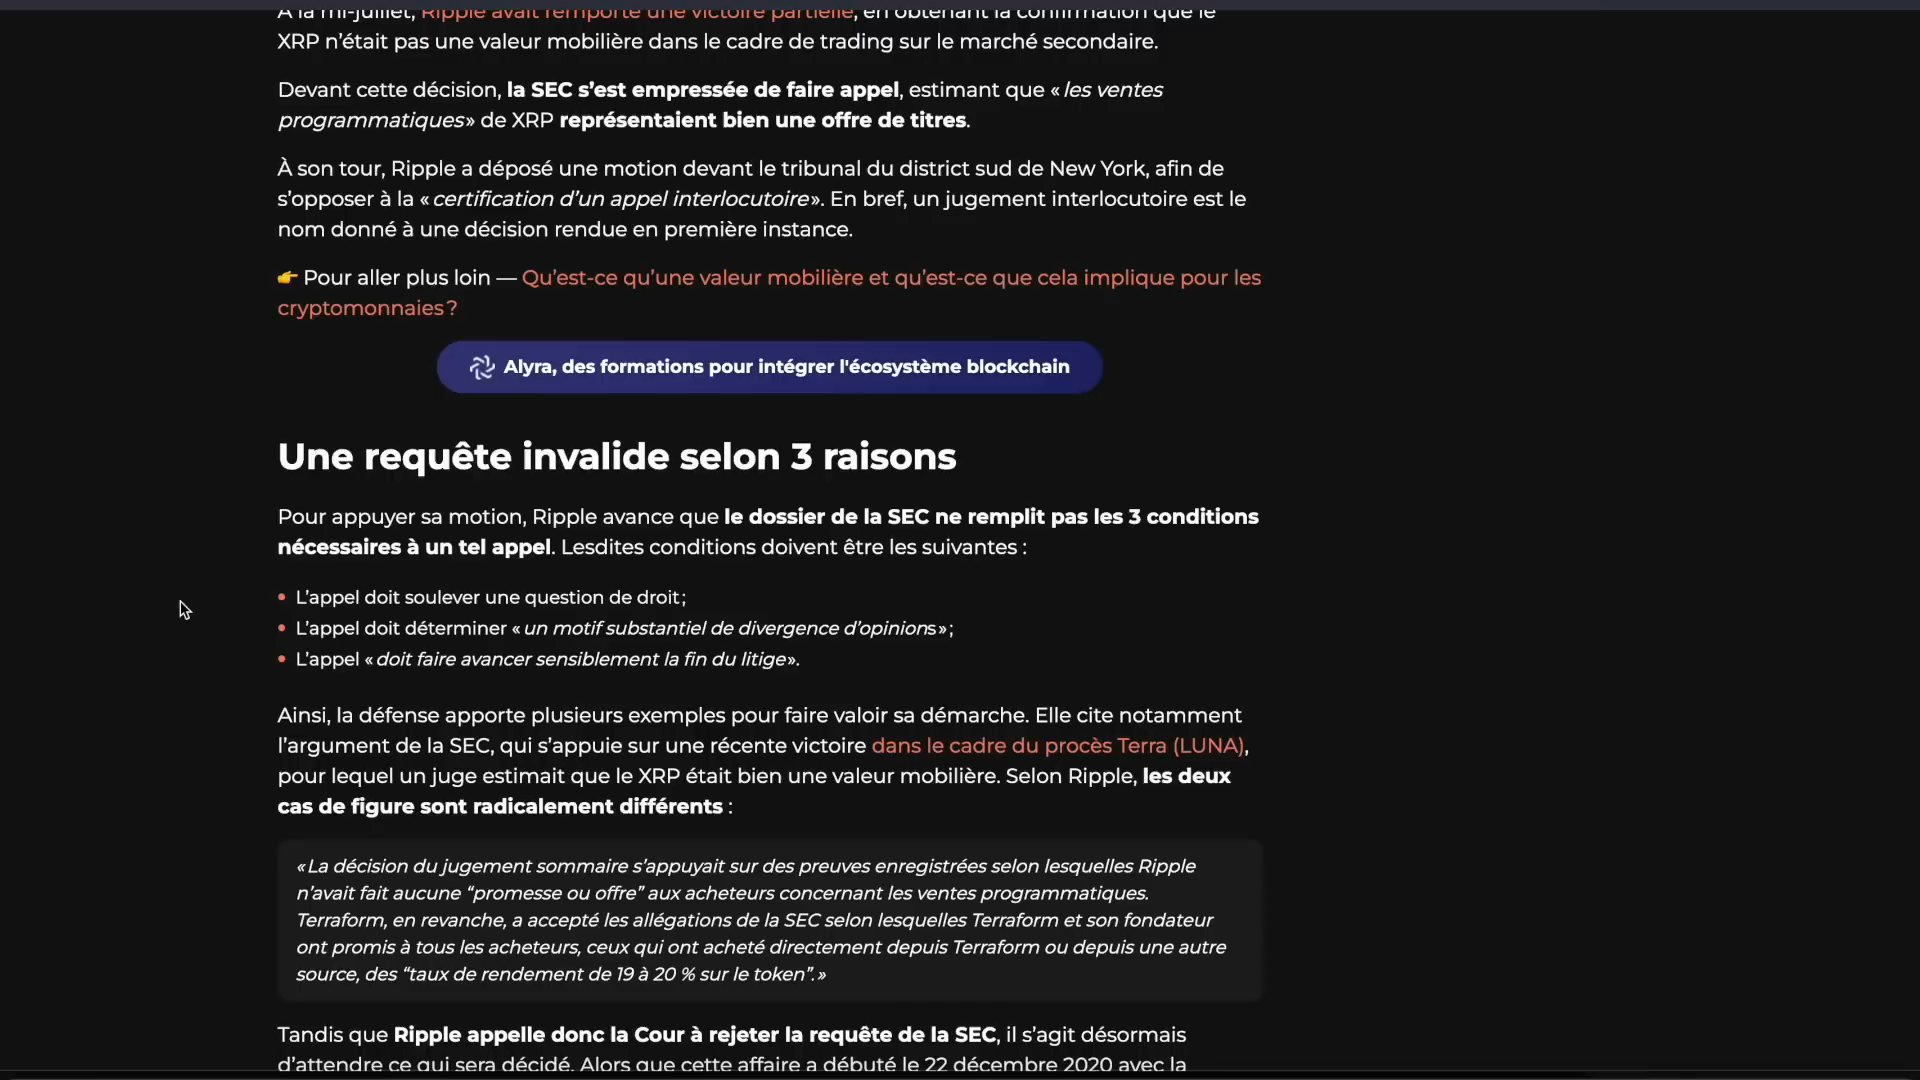 À la mi-juillet, Ripple avait remporté une victoire partielle, en obtenant la confirmation que le
XRP n’était pas une valeur mobilière dans le cadre de trading sur le marché secondaire.
Devant cette décision, la SEC s’est empressée de faire appel, estimant que « les ventes
programmatiques » de XRP représentaient bien une offre de titres.
À son tour, Ripple a déposé une motion devant le tribunal du district sud de New York, afin de
s’opposer à la « certification d’un appel interlocutoire ». En bref, un jugement interlocutoire est le
nom donné à une décision rendue en première instance.
👉 Pour aller plus loin — Qu’est-ce qu’une valeur mobilière et qu’est-ce que cela implique pour les
cryptomonnaies ?
Alyra, des formations pour intégrer l'écosystème blockchain
Une requête invalide selon 3 raisons
Pour appuyer sa motion, Ripple avance que le dossier de la SEC ne remplit pas les 3 conditions
nécessaires à un tel appel. Lesdites conditions doivent être les suivantes :
• L’appel doit soulever une question de droit ;
• L’appel doit déterminer « un motif substantiel de divergence d’opinions » ;
• L’appel « doit faire avancer sensiblement la fin du litige ».
Ainsi, la défense apporte plusieurs exemples pour faire valoir sa démarche. Elle cite notamment
l’argument de la SEC, qui s’appuie sur une récente victoire dans le cadre du procès Terra (LUNA),
pour lequel un juge estimait que le XRP était bien une valeur mobilière. Selon Ripple, les deux
cas de figure sont radicalement différents :
« La décision du jugement sommaire s’appuyait sur des preuves enregistrées selon lesquelles Ripple
n’avait fait aucune “promesse ou offre” aux acheteurs concernant les ventes programmatiques.
Terraform, en revanche, a accepté les allégations de la SEC selon lesquelles Terraform et son fondateur
ont promis à tous les acheteurs, ceux qui ont acheté directement depuis Terraform ou depuis une autre
source, des “taux de rendement de 19 à 20 % sur le token”. »
Tandis que Ripple appelle donc la Cour à rejeter la requête de la SEC, il s’agit désormais
d’attendre ce qui sera décidé. Alors que cette affaire a débuté le 22 décembre 2020 avec la